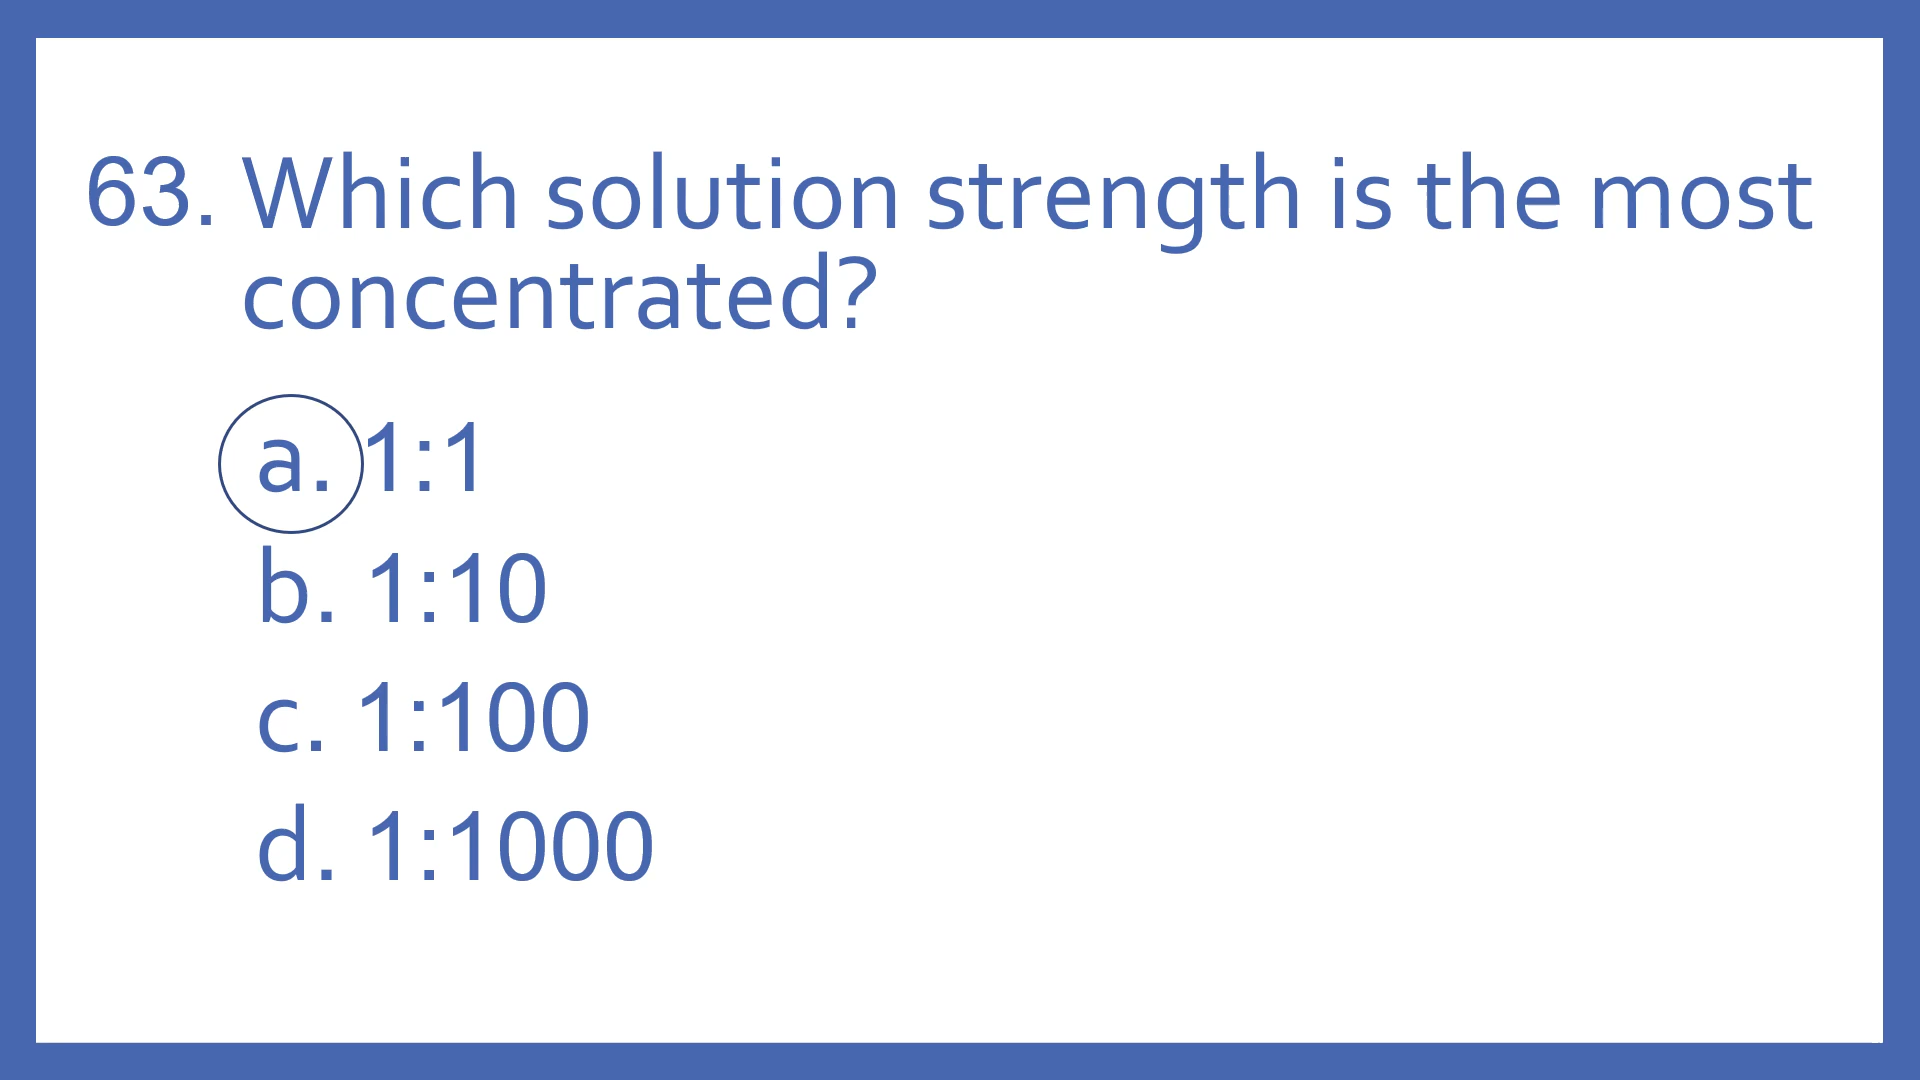 63. Which solution strength is the most
concentrated?
a. 1:1
b. 1:10
c. 1:100
d. 1:1000